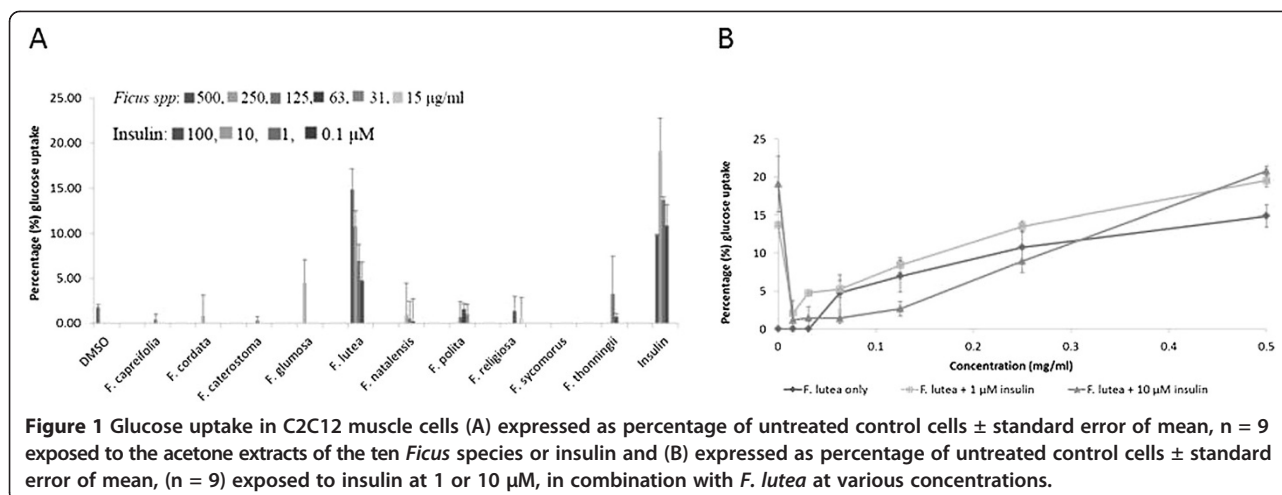 A
B
Ficus spp: 500, 250, 125, 63, 31, 15 µg/ml
Insulin: 100, 10, 1, 0.1 µM
Percentage (%) glucose uptake
25.00
20.00
15.00
10.00
5.00
0.00
DMSO
F. capreifolia
F. cordata
F. caterostoma
F. glumosa
F. lutea
F. natalensis
F. polita
F. religiosa
F. sycomorus
F. thonningii
Insulin
Percentage (%) glucose uptake
25
20
15
10
5
0
0
0.1
0.2
0.3
0.4
0.5
Concentration (mg/ml)
F. lutea only
F. lutea + 1 µM insulin
F. lutea + 10 µM insulin
Figure 1 Glucose uptake in C2C12 muscle cells (A) expressed as percentage of untreated control cells ± standard error of mean, n = 9
exposed to the acetone extracts of the ten Ficus species or insulin and (B) expressed as percentage of untreated control cells ± standard
error of mean, (n = 9) exposed to insulin at 1 or 10 µM, in combination with F. lutea at various concentrations.